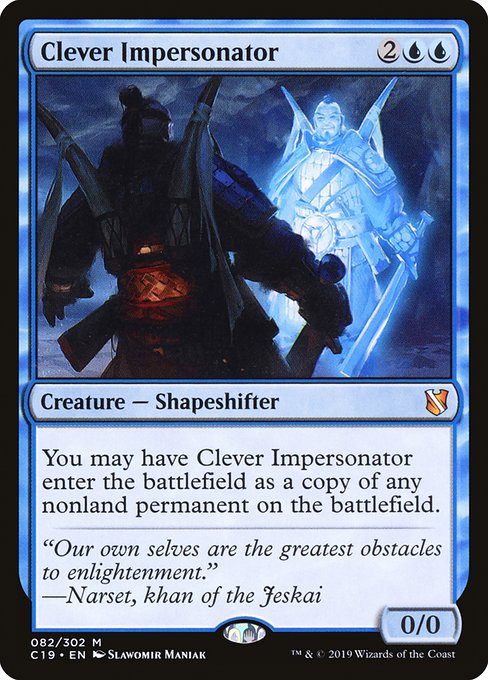 Clever Impersonator 2
Creature — Shapeshifter
You may have Clever Impersonator
enter the battlefield as a copy of any
nonland permanent on the battlefield.
“Our own selves are the greatest obstacles
to enlightenment.”
—Narset, khan of the Jeskai
0/0
082/302 M
C19 • EN Slawomir Maniak
™ & © 2019 Wizards of the Coast